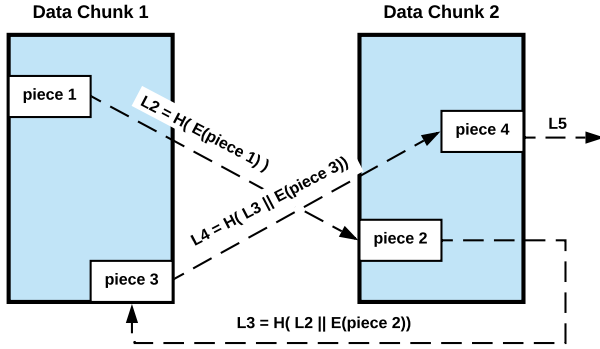 Data Chunk 1
Data Chunk 2
piece 1
L2 = H( E(piece 1) )
piece 4
L5
L4 = H( L3 || E(piece 3))
piece 2
piece 3
L3 = H( L2 || E(piece 2))